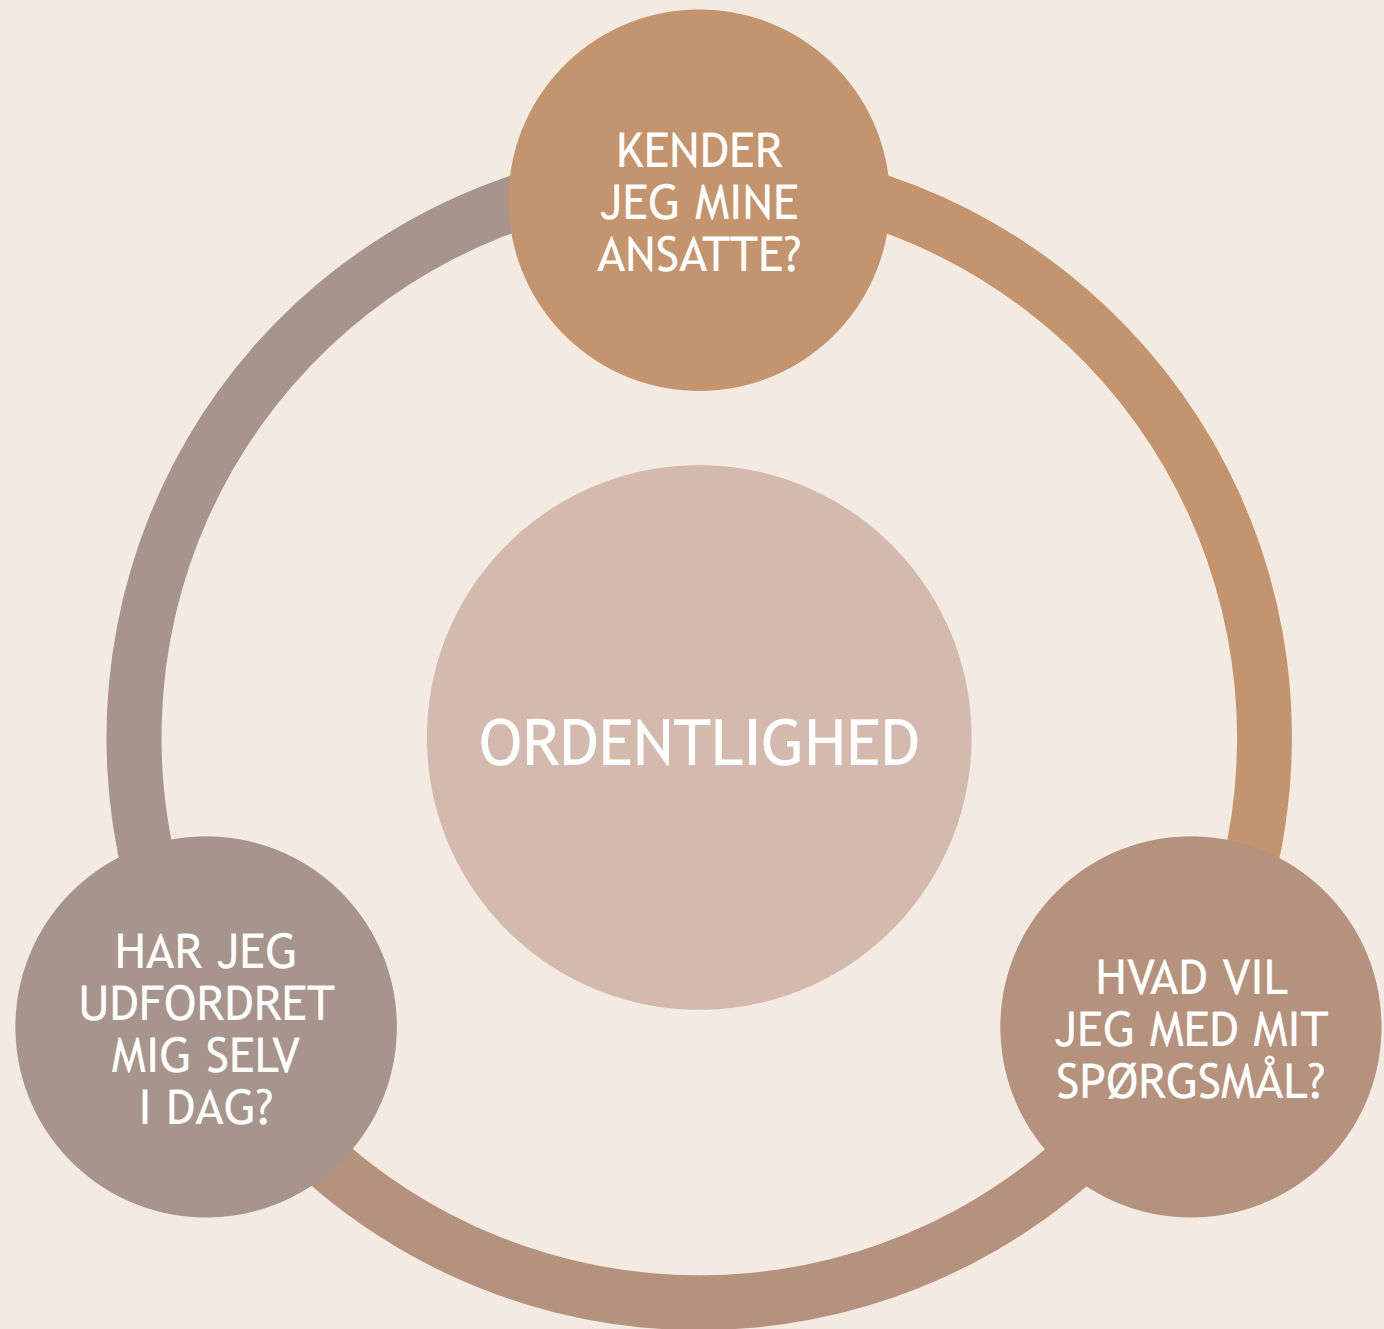 KENDER
JEG MINE
ANSATTE?
ORDENTLIGHED
HAR JEG
UDFORDRET
MIG SELV
I DAG?
HVAD VIL
JEG MED MIT
SPØRGSMÅL?